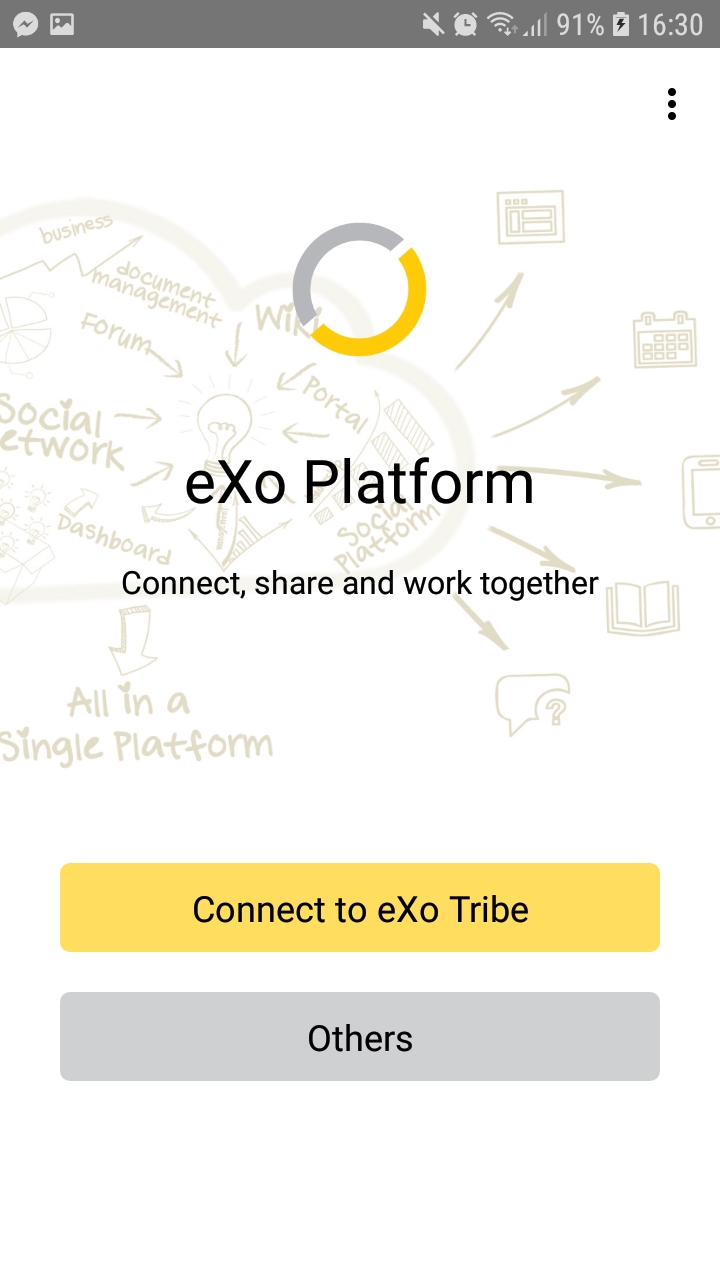 91% 16:30
business
document
management
Forum
Wiki
Portal
Social
etwork
Dashboard
Social
Platform
eXo Platform
Connect, share and work together
All in a
Single Platform
Connect to eXo Tribe
Others